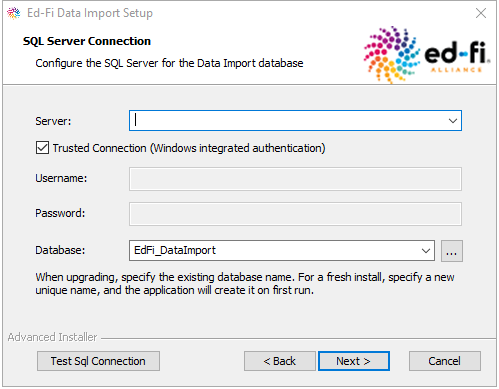 Ed-Fi Data Import Setup
SQL Server Connection
Configure the SQL Server for the Data Import database
ed-fi.
ALLIANCE
Server:
Trusted Connection (Windows integrated authentication)
Username:
Password:
Database: EdFi_DataImport ...
When upgrading, specify the existing database name. For a fresh install, specify a new
unique name, and the application will create it on first run.
Advanced Installer
Test Sql Connection < Back Next > Cancel